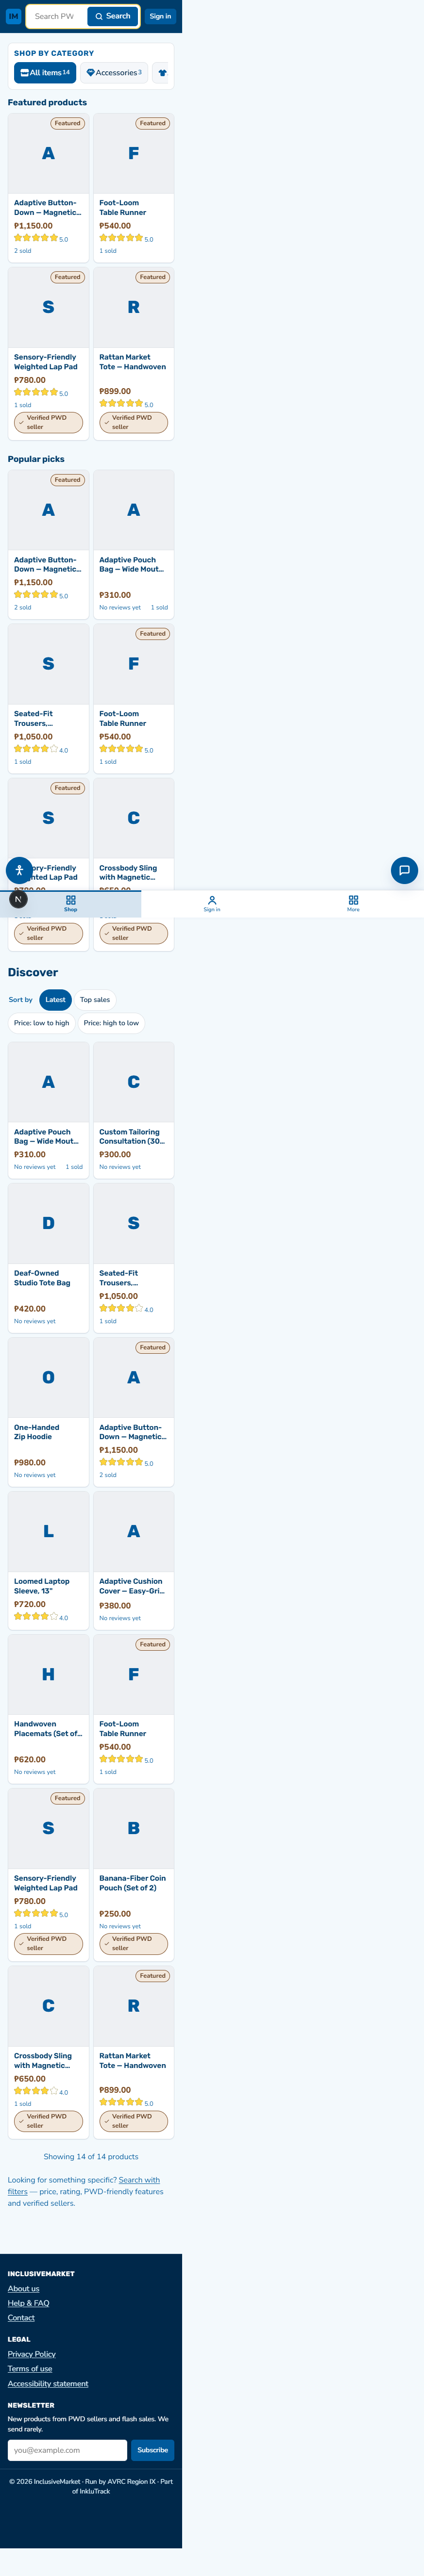 IM
Search PW
Search
Sign in
SHOP BY CATEGORY
All items 14
Accessories 3
Featured products
Featured
A
Adaptive Button-
Down — Magnetic...
₱1,150.00
5.0
2 sold
Featured
F
Foot-Loom
Table Runner
₱540.00
5.0
1 sold
Featured
S
Sensory-Friendly
Weighted Lap Pad
₱780.00
5.0
1 sold
Verified PWD
seller
Featured
R
Rattan Market
Tote — Handwoven
₱899.00
5.0
Verified PWD
seller
Popular picks
Featured
A
Adaptive Button-
Down — Magnetic...
₱1,150.00
5.0
2 sold
A
Adaptive Pouch
Bag — Wide Mout...
₱310.00
No reviews yet
1 sold
S
Seated-Fit
Trousers,...
₱1,050.00
4.0
1 sold
Featured
F
Foot-Loom
Table Runner
₱540.00
5.0
1 sold
Featured
S
Weighted Lap Pad
Verified PWD
seller
C
Crossbody Sling
with Magnetic...
₱650.00
Verified PWD
seller
N
Shop
Sign in
More
Discover
Sort by
Latest
Top sales
Price: low to high
Price: high to low
A
Adaptive Pouch
Bag — Wide Mout...
₱310.00
No reviews yet
1 sold
C
Custom Tailoring
Consultation (30...
₱300.00
No reviews yet
D
Deaf-Owned
Studio Tote Bag
₱420.00
No reviews yet
S
Seated-Fit
Trousers,...
₱1,050.00
4.0
1 sold
O
One-Handed
Zip Hoodie
₱980.00
No reviews yet
Featured
A
Adaptive Button-
Down — Magnetic...
₱1,150.00
5.0
2 sold
L
Loomed Laptop
Sleeve, 13"
₱720.00
4.0
A
Adaptive Cushion
Cover — Easy-Gri...
₱380.00
No reviews yet
H
Handwoven
Placemats (Set of...
₱620.00
No reviews yet
Featured
F
Foot-Loom
Table Runner
₱540.00
5.0
1 sold
Featured
S
Sensory-Friendly
Weighted Lap Pad
₱780.00
5.0
1 sold
Verified PWD
seller
B
Banana-Fiber Coin
Pouch (Set of 2)
₱250.00
No reviews yet
Verified PWD
seller
C
Crossbody Sling
with Magnetic...
₱650.00
4.0
1 sold
Verified PWD
seller
Featured
R
Rattan Market
Tote — Handwoven
₱899.00
5.0
Verified PWD
seller
Showing 14 of 14 products
Looking for something specific? Search with
filters — price, rating, PWD-friendly features
and verified sellers.
INCLUSIVEMARKET
About us
Help & FAQ
Contact
LEGAL
Privacy Policy
Terms of use
Accessibility statement
NEWSLETTER
New products from PWD sellers and flash sales. We
send rarely.
you@example.com
Subscribe
© 2026 InclusiveMarket · Run by AVRC Region IX · Part
of InkluTrack